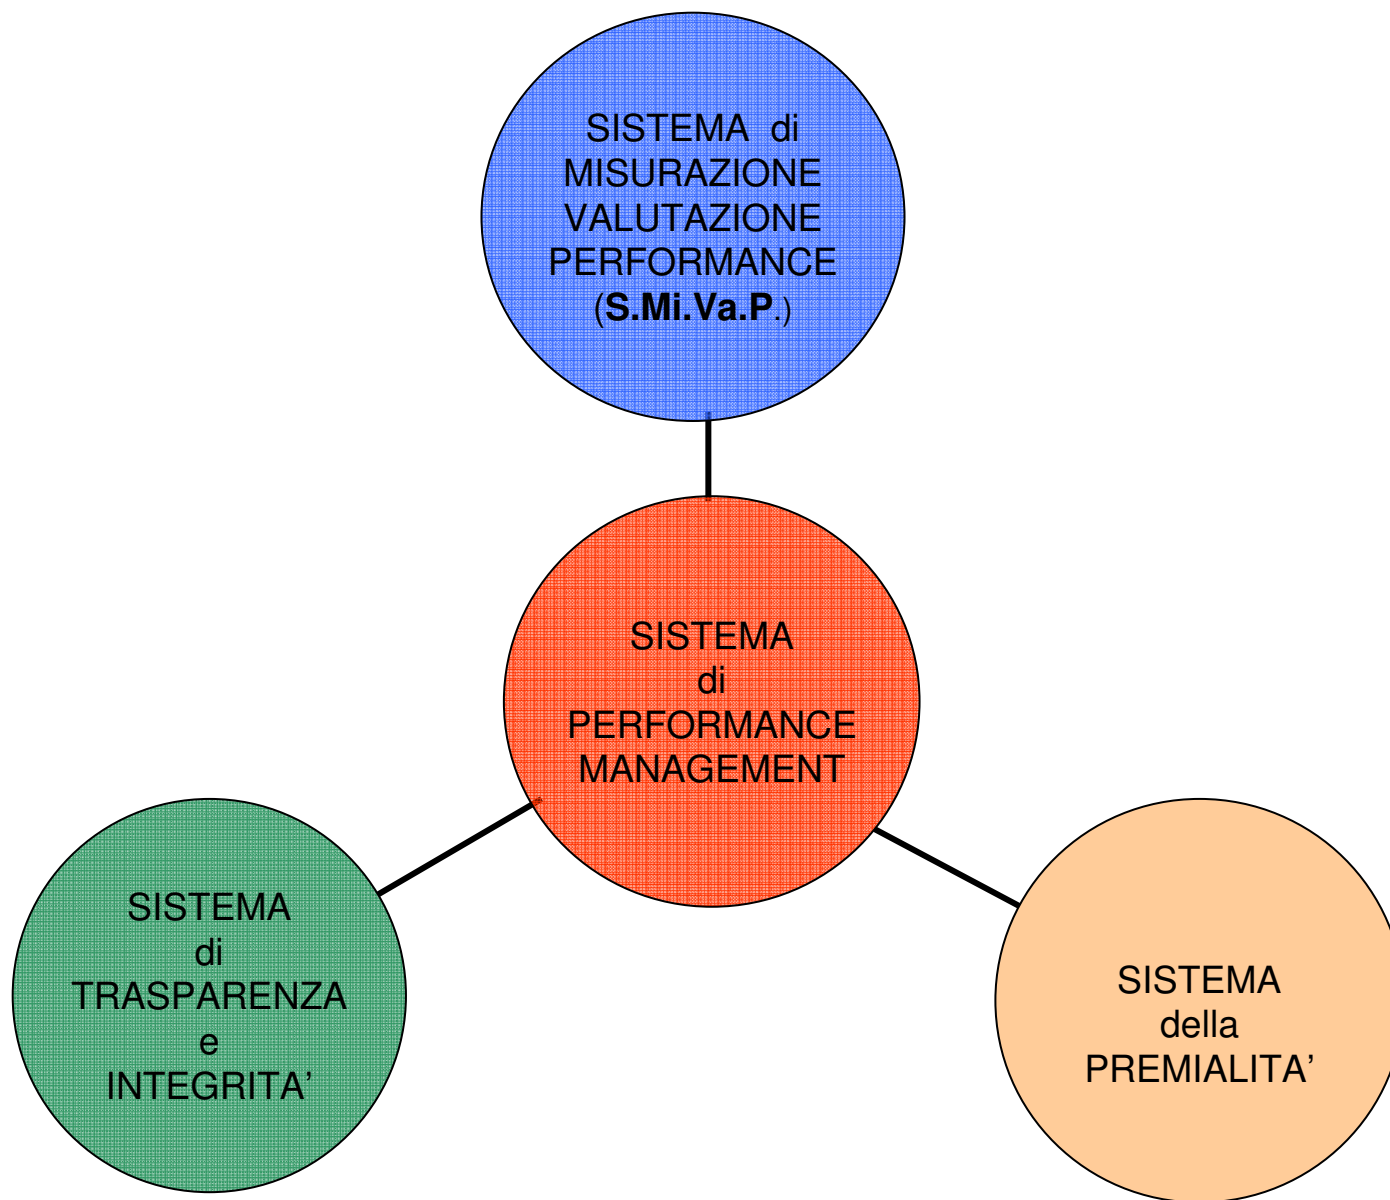 SISTEMA di
MISURAZIONE
VALUTAZIONE
PERFORMANCE
(S.Mi.Va.P.)
SISTEMA
di
PERFORMANCE
MANAGEMENT
SISTEMA
di
TRASPARENZA
e
INTEGRITA’
SISTEMA
della
PREMIALITA’